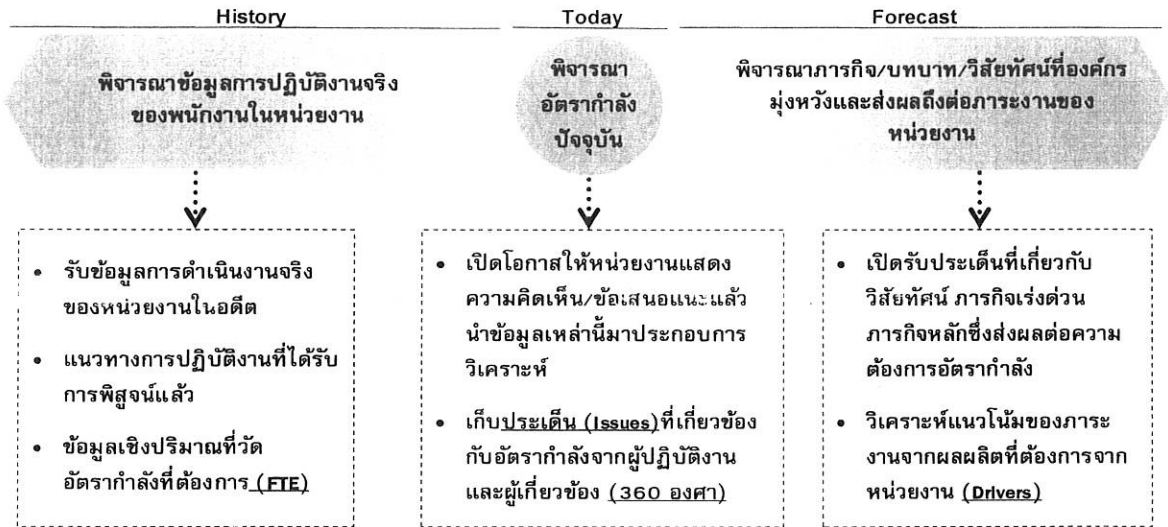 History
Today
Forecast
พิจารณาข้อมูลการปฏิบัติงานจริง
ของพนักงานในหน่วยงาน
พิจารณา
อัตรากำลัง
ปัจจุบัน
พิจารณาภารกิจ/บทบาท/วิสัยทัศน์ที่องค์กร
มุ่งหวังและส่งผลถึงต่อภาระงานของ
หน่วยงาน
• รับข้อมูลการดำเนินงานจริง
ของหน่วยงานในอดีต
• แนวทางการปฏิบัติงานที่ได้รับ
การพิสูจน์แล้ว
• ข้อมูลเชิงปริมาณที่วัด
อัตรากำลังที่ต้องการ (FTE)
• เปิดโอกาสให้หน่วยงานแสดง
ความคิดเห็น/ข้อเสนอแนะแล้ว
นำข้อมูลเหล่านี้มาประกอบการ
วิเคราะห์
• เก็บประเด็น (Issues)ที่เกี่ยวข้อง
กับอัตรากำลังจากผู้ปฏิบัติงาน
และผู้เกี่ยวข้อง (360 องศา)
• เปิดรับประเด็นที่เกี่ยวกับ
วิสัยทัศน์ ภารกิจเร่งด่วน
ภารกิจหลักซึ่งส่งผลต่อความ
ต้องการอัตรากำลัง
• วิเคราะห์แนวโน้มของภาระ
งานจากผลผลิตที่ต้องการจาก
หน่วยงาน (Drivers)